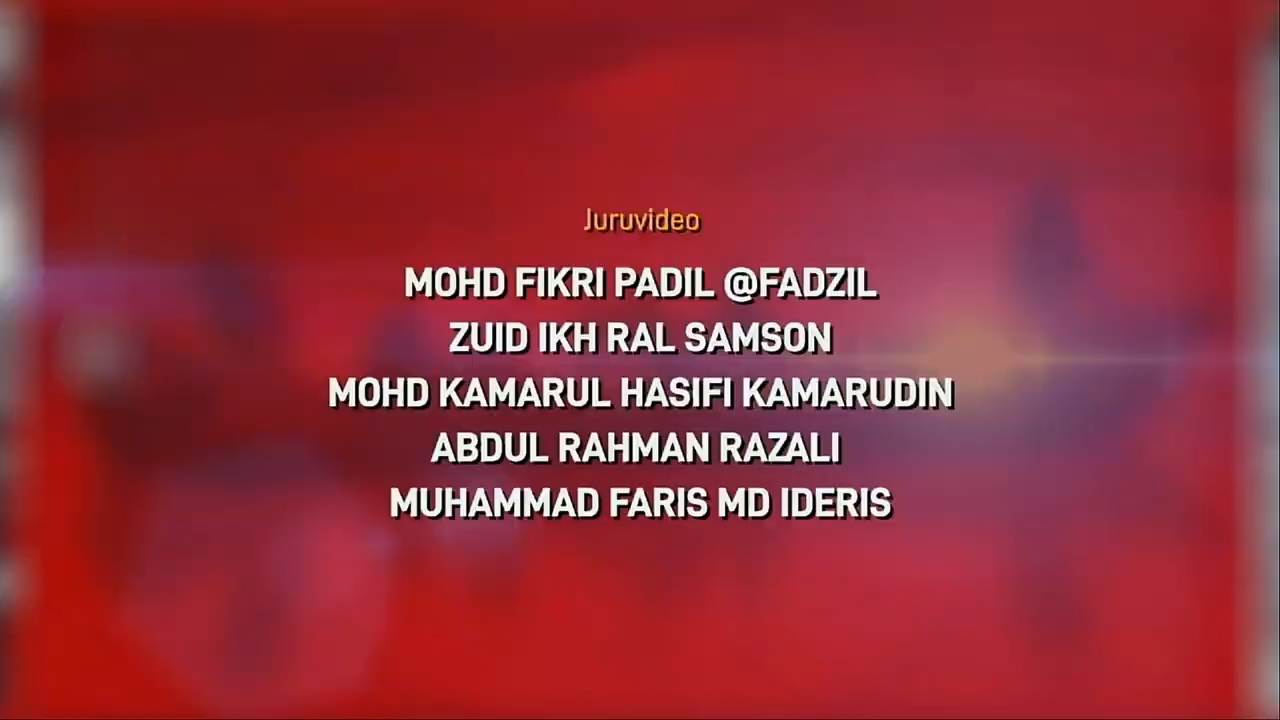 Juruvideo
MOHD FIKRI PADIL @FADZIL
ZUID IKH RAL SAMSON
MOHD KAMARUL HASIFI KAMARUDIN
ABDUL RAHMAN RAZALI
MUHAMMAD FARIS MD IDERIS